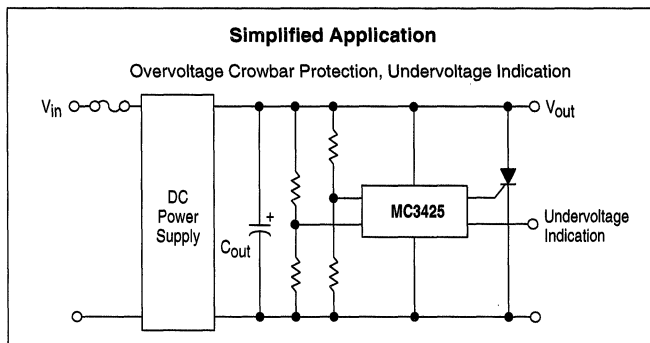 Simplified Application
Overvoltage Crowbar Protection, Undervoltage Indication
Vin
Vout
DC
Power
Supply
Cout
+
MC3425
Undervoltage
Indication